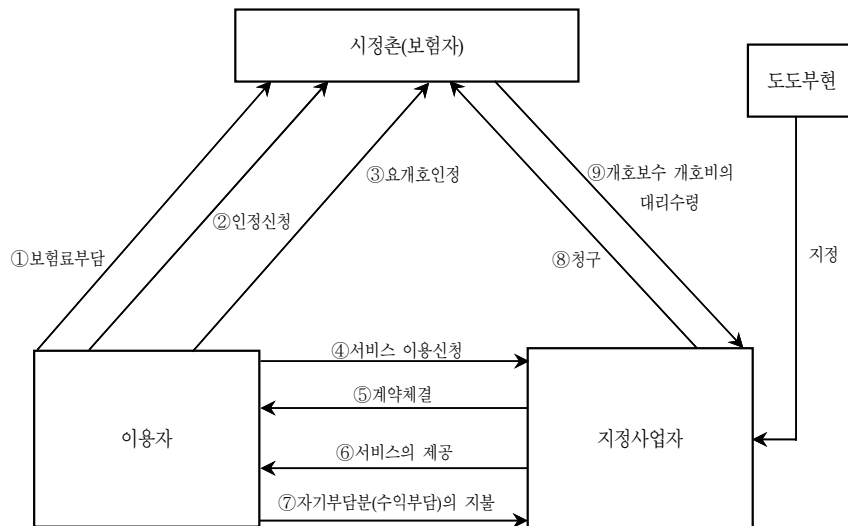 시정촌(보험자)
도도부현
③요개호인정
⑨개호보수 개호비의
대리수령
②인정신청
①보험료부담
⑧청구
지정
④서비스 이용신청
⑤계약체결
이용자
지정사업자
⑥서비스의 제공
⑦자기부담분(수익부담)의 지불